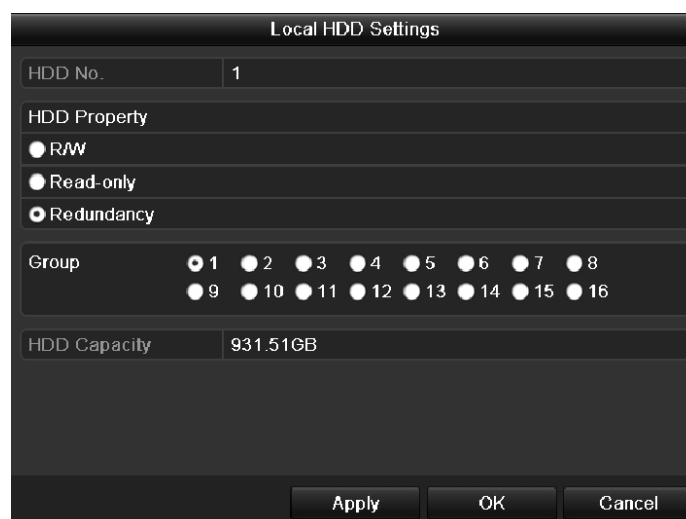 Local HDD Settings
HDD No. 1
HDD Property
R/W
Read-only
Redundancy
Group 1 2 3 4 5 6 7 8
9 10 11 12 13 14 15 16
HDD Capacity 931.51GB
Apply OK Cancel